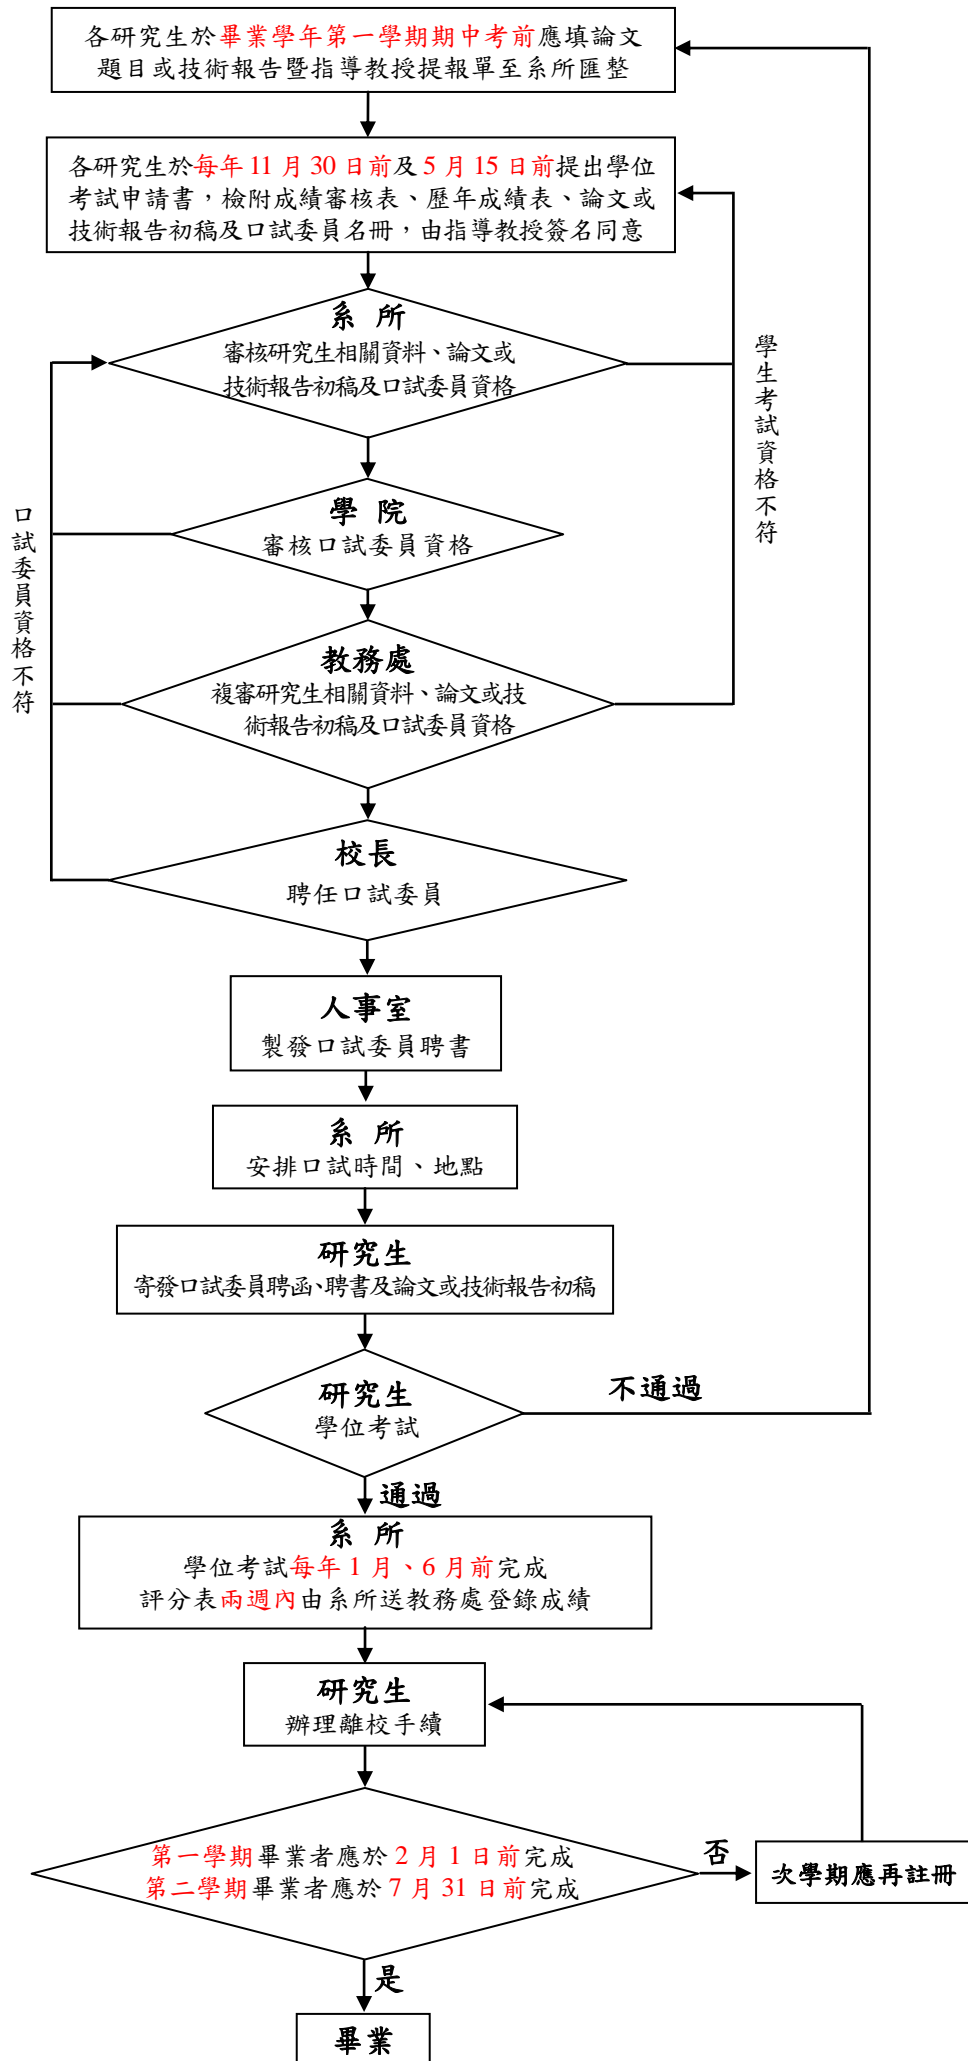 各研究生於畢業學年第一學期期中考前應填論文
題目或技術報告暨指導教授提報單至系所匯整
各研究生於每年 11 月 30 日前及 5 月 15 日前提出學位
考試申請書，檢附成績審核表、歷年成績表、論文或
技術報告初稿及口試委員名冊，由指導教授簽名同意
系 所
審核研究生相關資料、論文或
技術報告初稿及口試委員資格
學生考試資格不符
學 院
審核口試委員資格
口試委員資格不符
教務處
複審研究生相關資料、論文或技
術報告初稿及口試委員資格
校長
聘任口試委員
人事室
製發口試委員聘書
系 所
安排口試時間、地點
研究生
寄發口試委員聘函、聘書及論文或技術報告初稿
研究生
學位考試
不通過
通過
系 所
學位考試每年 1 月、6 月前完成
評分表兩週內由系所送教務處登錄成績
研究生
辦理離校手續
第一學期畢業者應於 2 月 1 日前完成
第二學期畢業者應於 7 月 31 日前完成
否
次學期應再註冊
是
畢業